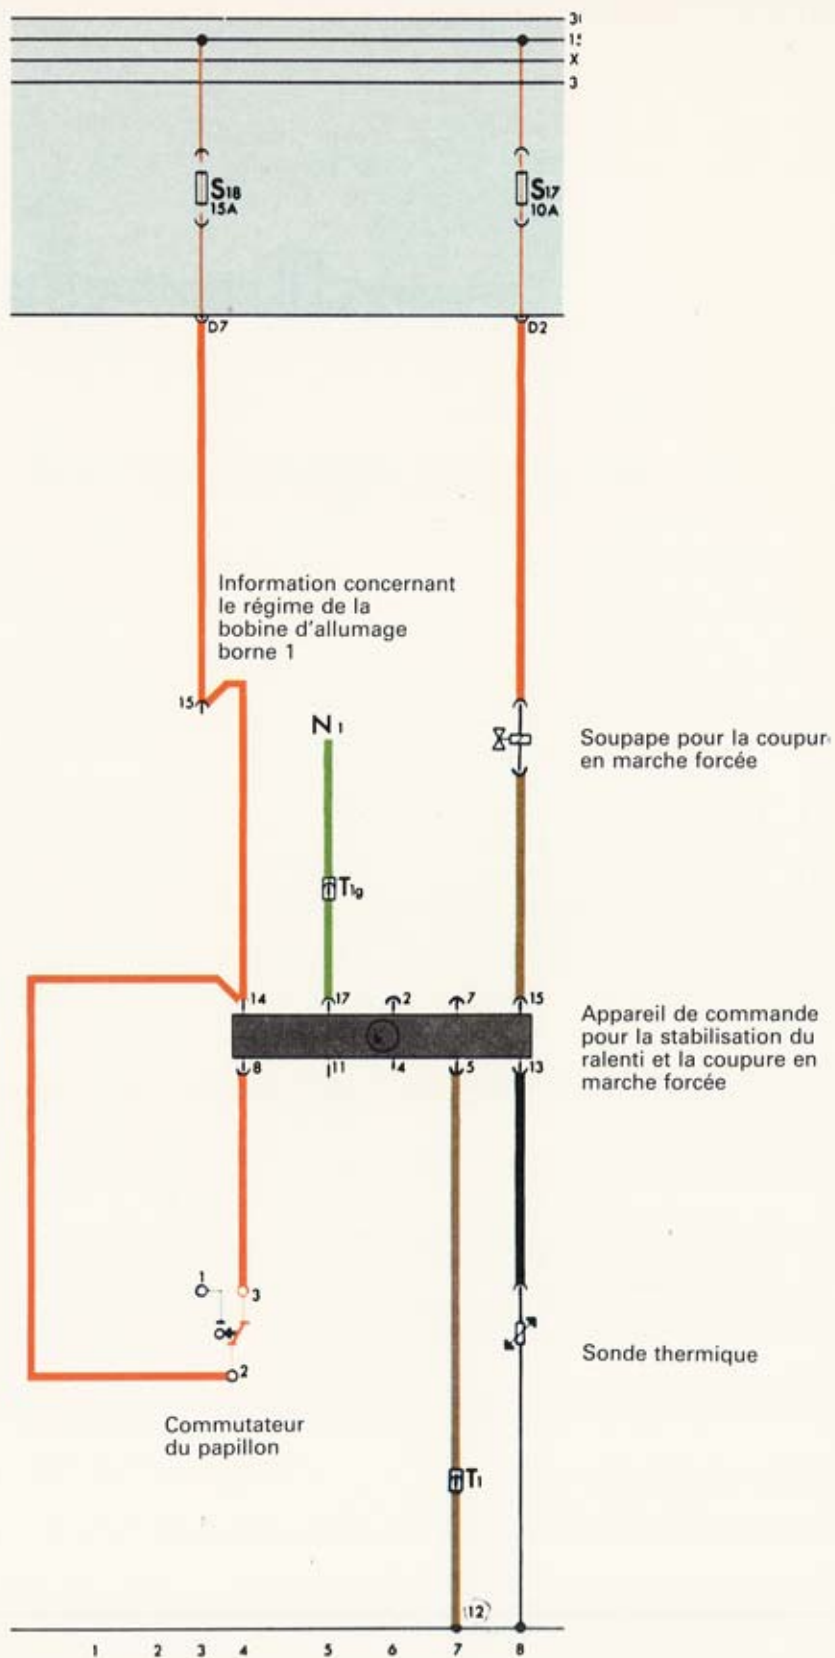 15
X
S18
15A
S17
10A
D7
D2
Information concernant
le régime de la
bobine d'allumage
borne 1
15
N 1
Soupape pour la coupur
en marche forcée
T1g
14
17
2
7
15
Appareil de commande
pour la stabilisation du
ralenti et la coupure en
marche forcée
8
11
4
5
13
1
3
2
Sonde thermique
Commutateur
du papillon
T1
12
1 2 3 4 5 6 7 8